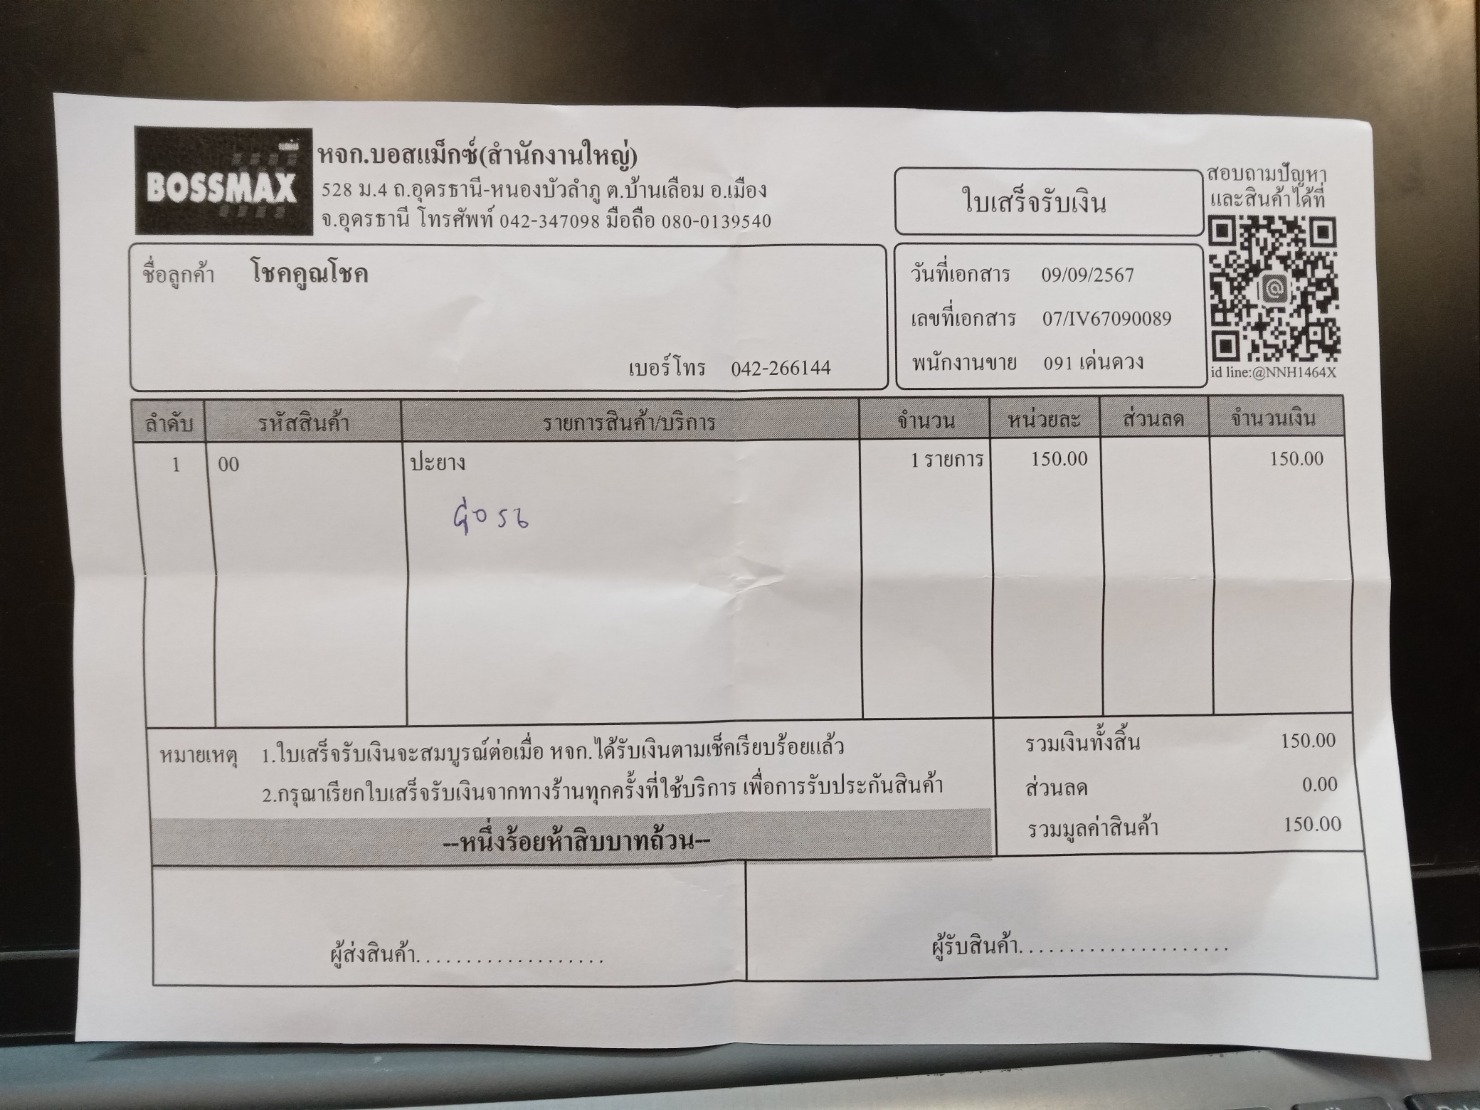 BOSSMAX
หจก.บอสแม็กซ์(สำนักงานใหญ่)
528 ม.4 ถ.อุดรธานี-หนองบัวลำภู ต.บ้านเลือม อ.เมือง
จ.อุดรธานี โทรศัพท์ 042-347098 มือถือ 080-0139540
ใบเสร็จรับเงิน
สอบถามปัญหา
และสินค้าได้ที่
id line:@NNH1464X
ชื่อลูกค้า โชคคูณโชค
เบอร์โทร 042-266144
วันที่เอกสาร 09/09/2567
เลขที่เอกสาร 07/IV67090089
พนักงานขาย 091 เด่นดวง
ลำดับ รหัสสินค้า รายการสินค้า/บริการ จำนวน หน่วยละ ส่วนลด จำนวนเงิน
1 00 ปะยาง 1 รายการ 150.00 150.00
หมายเหตุ 1.ใบเสร็จรับเงินจะสมบูรณ์ต่อเมื่อ หจก.ได้รับเงินตามเช็คเรียบร้อยแล้ว
2.กรุณาเรียกใบเสร็จรับเงินจากทางร้านทุกครั้งที่ใช้บริการ เพื่อการรับประกันสินค้า
--หนึ่งร้อยห้าสิบบาทถ้วน--
รวมเงินทั้งสิ้น 150.00
ส่วนลด 0.00
รวมมูลค่าสินค้า 150.00
ผู้ส่งสินค้า...................
ผู้รับสินค้า.....................